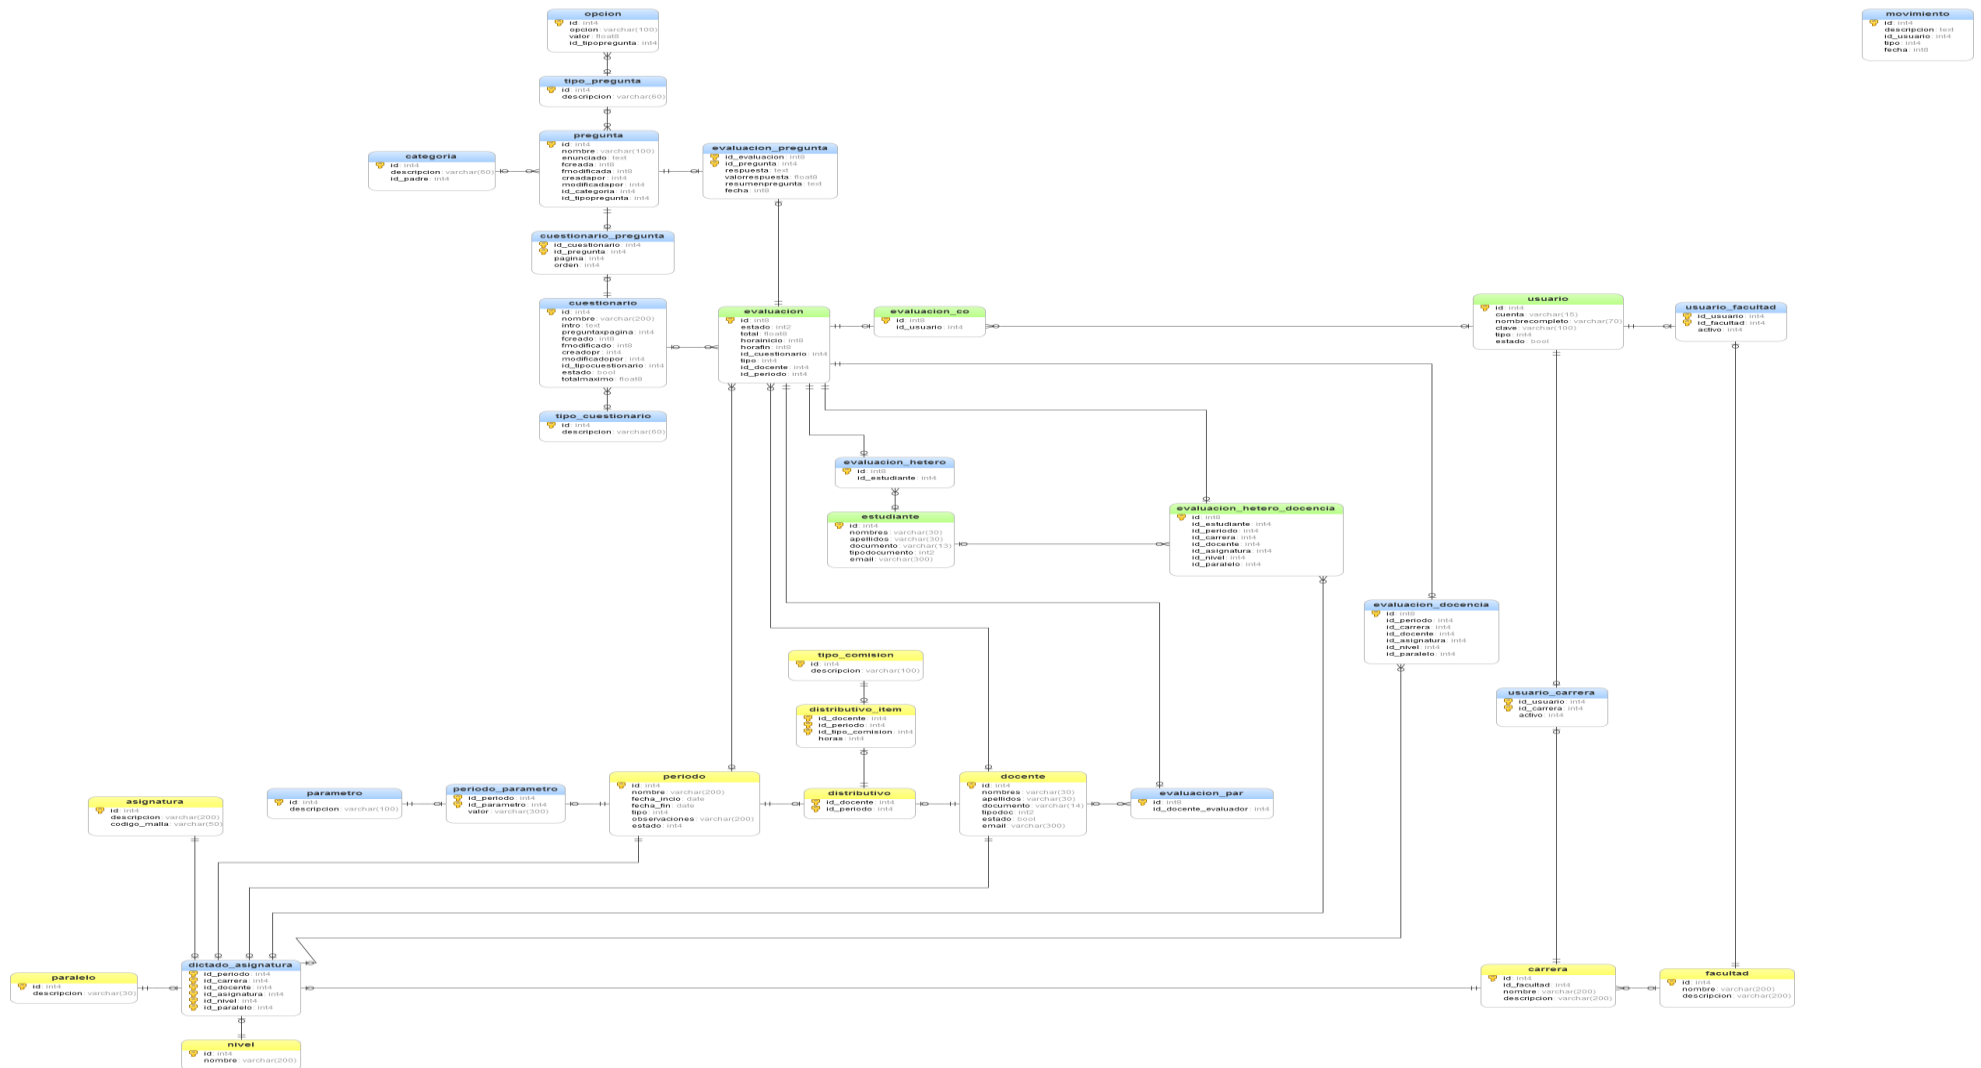 opcion
id: int4
opcion: varchar(100)
valor: float8
id_tipopregunta: int4
movimiento
id: int4
descripcion: text
id_usuario: int4
tipo: int4
fecha: int8
tipo_pregunta
id: int4
descripcion: varchar(60)
pregunta
id: int4
nombre: varchar(100)
enunciado: text
fcreada: int8
fmodificada: int8
creadapor: int4
modificadapor: int4
id_categoria: int4
id_tipopregunta: int4
categoria
id: int4
descripcion: varchar(60)
id_padre: int4
evaluacion_pregunta
id_evaluacion: int8
id_pregunta: int4
respuesta: text
valorrespuesta: float8
resumenpregunta: text
fecha: int8
cuestionario_pregunta
id_cuestionario: int4
id_pregunta: int4
pagina: int4
orden: int4
cuestionario
id: int4
nombre: varchar(200)
intro: text
preguntaxpagina: int4
fcreado: int8
fmodificado: int8
creadopr: int4
modificadopor: int4
id_tipocuestionario: int4
estado: bool
totalmaximo: float8
evaluacion
id: int8
estado: int2
total: float8
horainicio: int8
horafin: int8
id_cuestionario: int4
tipo: int4
id_docente: int4
id_periodo: int4
evaluacion_co
id: int8
id_usuario: int4
usuario
id: int4
cuenta: varchar(15)
nombrecompleto: varchar(70)
clave: varchar(100)
tipo: int4
estado: bool
usuario_facultad
id_usuario: int4
id_facultad: int4
activo: int4
tipo_cuestionario
id: int4
descripcion: varchar(60)
evaluacion_hetero
id: int8
id_estudiante: int4
estudiante
id: int4
nombres: varchar(30)
apellidos: varchar(30)
documento: varchar(13)
tipodocumento: int2
email: varchar(300)
evaluacion_hetero_docencia
id: int8
id_estudiante: int4
id_periodo: int4
id_carrera: int4
id_docente: int4
id_asignatura: int4
id_nivel: int4
id_paralelo: int4
evaluacion_docencia
id: int8
id_periodo: int4
id_carrera: int4
id_docente: int4
id_asignatura: int4
id_nivel: int4
id_paralelo: int4
tipo_comision
id: int4
descripcion: varchar(100)
distributivo_item
id_docente: int4
id_periodo: int4
id_tipo_comision: int4
horas: int4
usuario_carrera
id_usuario: int4
id_carrera: int4
activo: int4
asignatura
id: int4
descripcion: varchar(200)
codigo_malla: varchar(50)
parametro
id: int4
descripcion: varchar(100)
periodo_parametro
id_periodo: int4
id_parametro: int4
valor: varchar(300)
periodo
id: int4
nombre: varchar(200)
fecha_incio: date
fecha_fin: date
tipo: int4
observaciones: varchar(200)
estado: int4
distributivo
id_docente: int4
id_periodo: int4
docente
id: int4
nombres: varchar(30)
apellidos: varchar(30)
documento: varchar(14)
tipodoc: int2
estado: bool
email: varchar(300)
evaluacion_par
id: int8
id_docente_evaluador: int4
paralelo
id: int4
descripcion: varchar(30)
dictado_asignatura
id_periodo: int4
id_carrera: int4
id_docente: int4
id_asignatura: int4
id_nivel: int4
id_paralelo: int4
carrera
id: int4
id_facultad: int4
nombre: varchar(200)
descripcion: varchar(200)
facultad
id: int4
nombre: varchar(200)
descripcion: varchar(200)
nivel
id: int4
nombre: varchar(200)